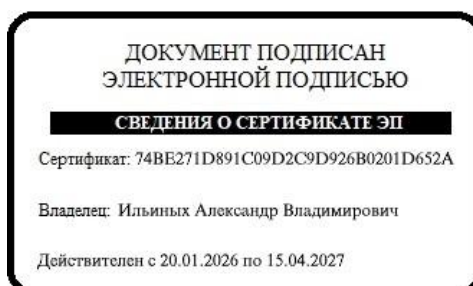 ДОКУМЕНТ ПОДПИСАН
ЭЛЕКТРОННОЙ ПОДПИСЬЮ
СВЕДЕНИЯ О СЕРТИФИКАТЕ ЭП
Сертификат: 74BE271D891C09D2C9D926B0201D652A
Владелец: Ильиных Александр Владимирович
Действителен с 20.01.2026 по 15.04.2027